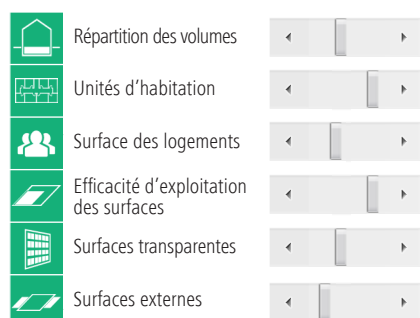 Répartition des volumes
Unités d'habitation
Surface des logements
Efficacité d'exploitation
des surfaces
Surfaces transparentes
Surfaces externes